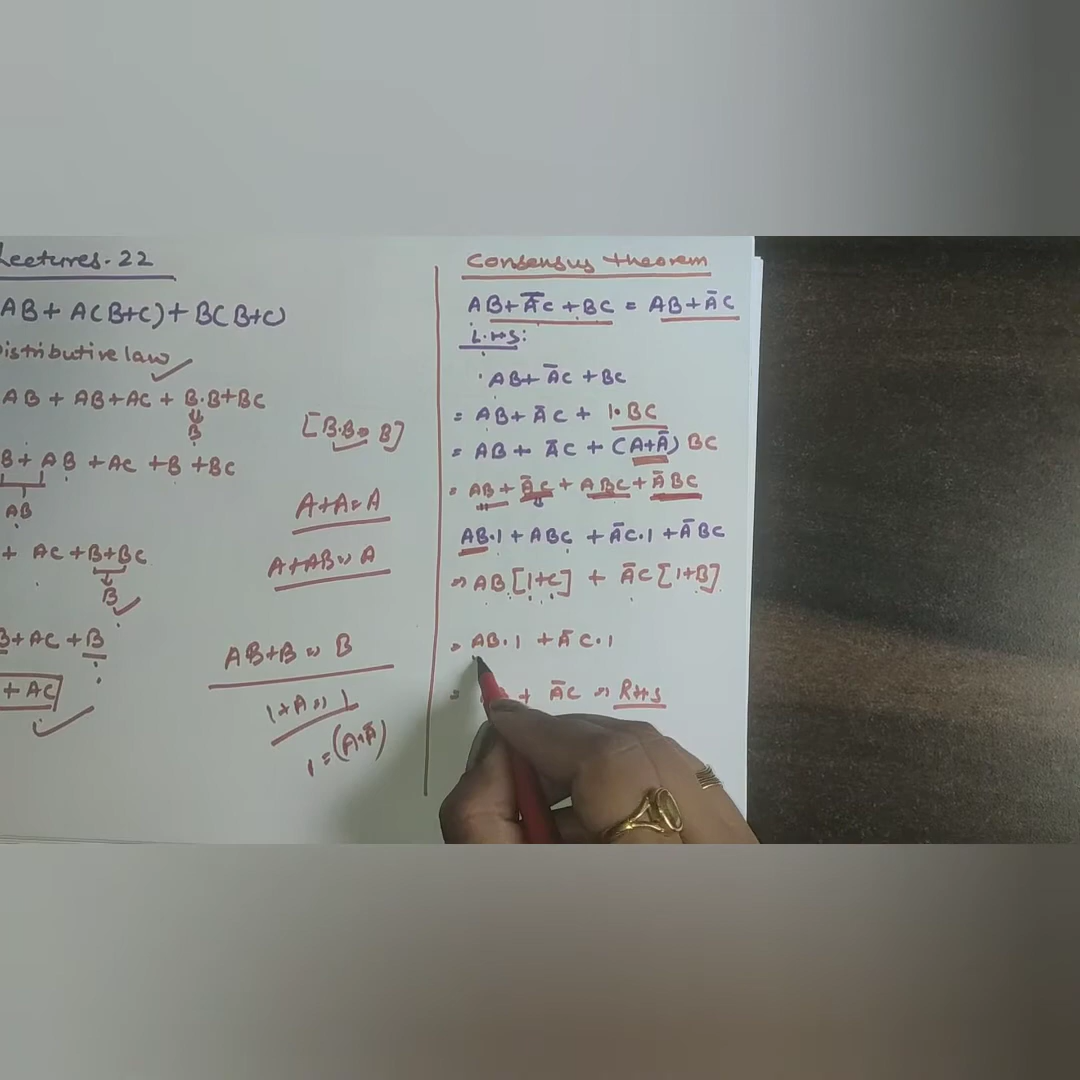 Lectures-22
AB + A(B+C) + B(B+C)
Distributive law
AB + AB + AC + B·B + BC
B
[B·B = B]
B + AB + AC + B + BC
AB
A+A=A
+ AC + B+BC
B
A+AB = A
B+AC+B
AB+B = B
+ AC
1+A = 1
1 = (A+Ā)
Consensus theorem
AB + ĀC + BC = AB + ĀC
L.H.S:
AB + ĀC + BC
= AB + ĀC + 1·BC
= AB + ĀC + (A+Ā) BC
= AB + ĀC + ABC + ĀBC
AB·1 + ABC + ĀC·1 + ĀBC
= AB [1+C] + ĀC [1+B]
= AB·1 + ĀC·1
= + ĀC = RHS